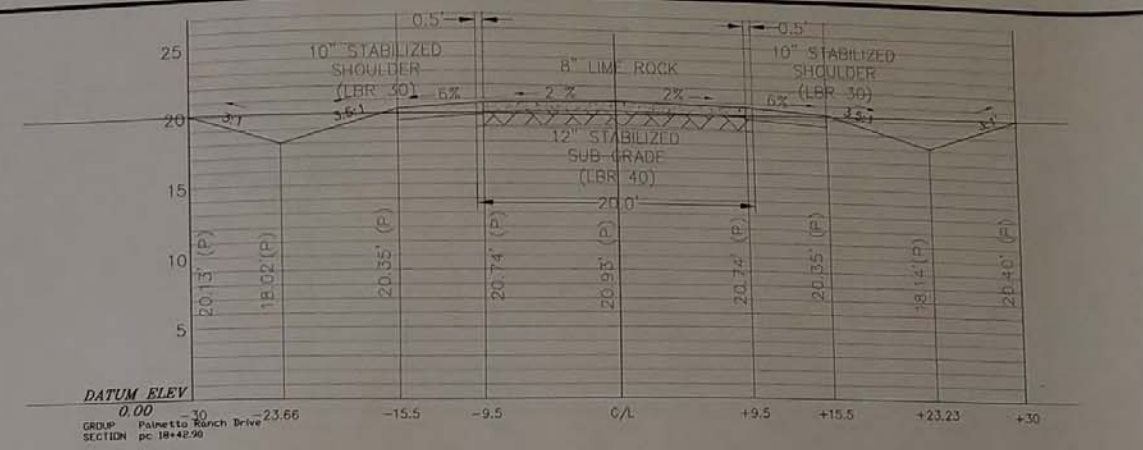 0.5'
0.5'
25
10" STABILIZED
SHOULDER
(LBR 30)
8" LIME ROCK
10" STABILIZED
SHOULDER
(LBR 30)
3:1
3.5:1
6%
2 %
2%
6%
3.5:1
3:1
20
12" STABILIZED
SUB-GRADE
(LBR 40)
15
20.0'
10
20.13' (P)
18.02' (P)
20.35' (P)
20.74' (P)
20.93' (P)
20.74' (P)
20.35' (P)
18.14' (P)
20.40' (P)
5
DATUM ELEV
0.00
-30
-23.66
-15.5
-9.5
C/L
+9.5
+15.5
+23.23
+30
GROUP Palmetto Ranch Drive
SECTION pc 18+42.90